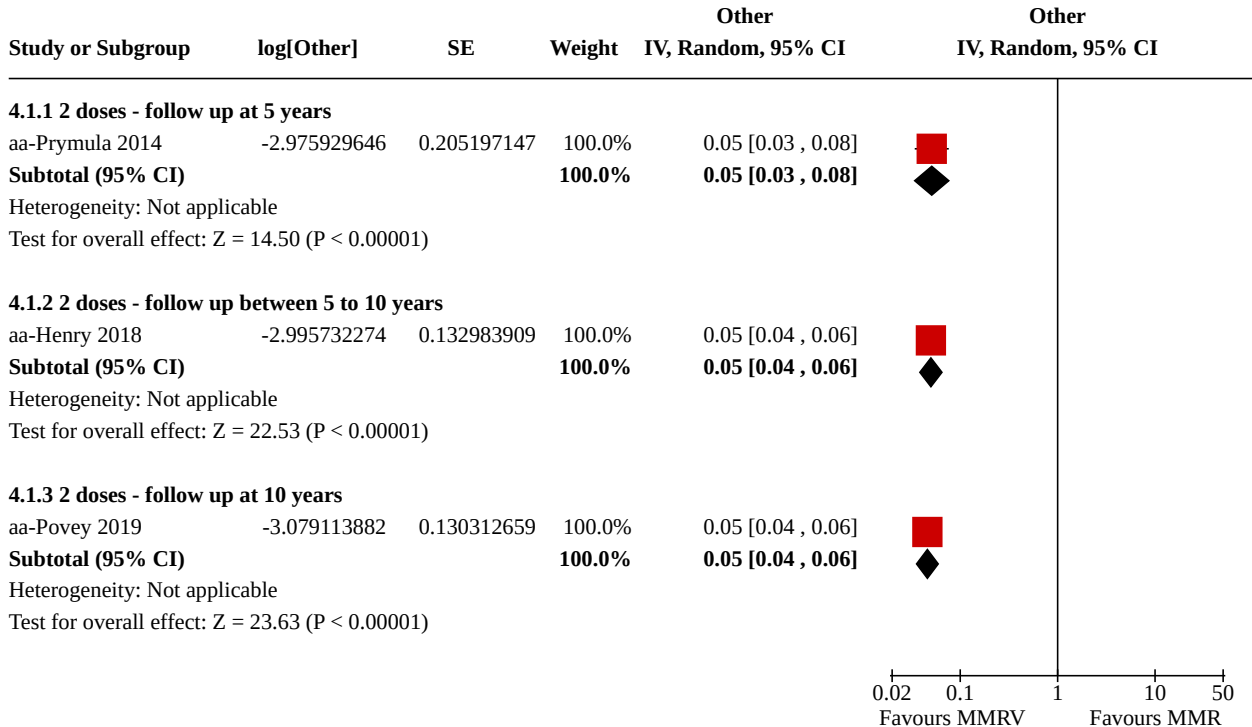 Other Other
Study or Subgroup log[Other] SE Weight IV, Random, 95% CI IV, Random, 95% CI
4.1.1 2 doses - follow up at 5 years
aa-Prymula 2014 -2.975929646 0.205197147 100.0% 0.05 [0.03 , 0.08]
Subtotal (95% CI) 100.0% 0.05 [0.03 , 0.08]
Heterogeneity: Not applicable
Test for overall effect: Z = 14.50 (P < 0.00001)
4.1.2 2 doses - follow up between 5 to 10 years
aa-Henry 2018 -2.995732274 0.132983909 100.0% 0.05 [0.04 , 0.06]
Subtotal (95% CI) 100.0% 0.05 [0.04 , 0.06]
Heterogeneity: Not applicable
Test for overall effect: Z = 22.53 (P < 0.00001)
4.1.3 2 doses - follow up at 10 years
aa-Povey 2019 -3.079113882 0.130312659 100.0% 0.05 [0.04 , 0.06]
Subtotal (95% CI) 100.0% 0.05 [0.04 , 0.06]
Heterogeneity: Not applicable
Test for overall effect: Z = 23.63 (P < 0.00001)
0.02 0.1 1 10 50
Favours MMRV Favours MMR